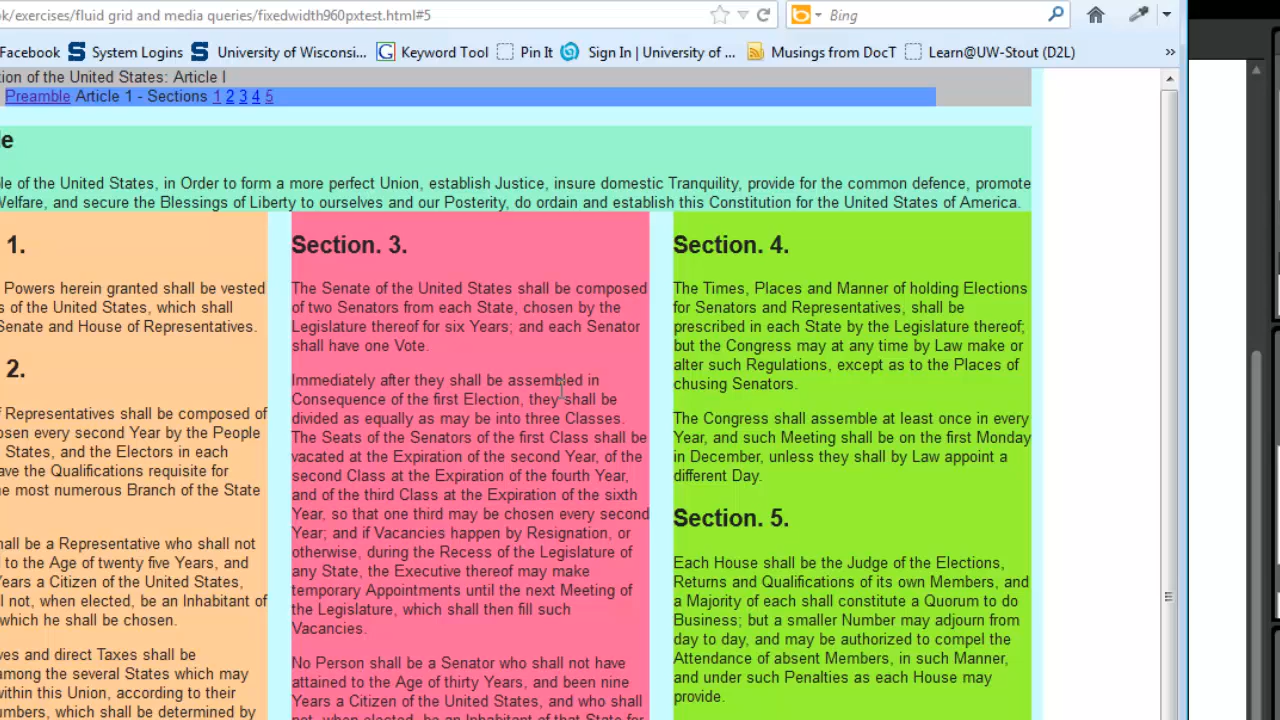 ok/exercises/fluid grid and media queries/fixedwidth960pxtest.html#5
Bing
Facebook System Logins University of Wisconsi... Keyword Tool Pin It Sign In | University of ... Musings from DocT Learn@UW-Stout (D2L) »
tion of the United States: Article I
Preamble Article 1 - Sections 1 2 3 4 5
le
ple of the United States, in Order to form a more perfect Union, establish Justice, insure domestic Tranquility, provide for the common defence, promote
Welfare, and secure the Blessings of Liberty to ourselves and our Posterity, do ordain and establish this Constitution for the United States of America.
1.
Powers herein granted shall be vested
s of the United States, which shall
Senate and House of Representatives.
2.
f Representatives shall be composed of
osen every second Year by the People
States, and the Electors in each
ave the Qualifications requisite for
e most numerous Branch of the State
hall be a Representative who shall not
to the Age of twenty five Years, and
Years a Citizen of the United States,
l not, when elected, be an Inhabitant of
which he shall be chosen.
ves and direct Taxes shall be
among the several States which may
within this Union, according to their
umbers, which shall be determined by
Section. 3.
The Senate of the United States shall be composed
of two Senators from each State, chosen by the
Legislature thereof for six Years; and each Senator
shall have one Vote.
Immediately after they shall be assembled in
Consequence of the first Election, they shall be
divided as equally as may be into three Classes.
The Seats of the Senators of the first Class shall be
vacated at the Expiration of the second Year, of the
second Class at the Expiration of the fourth Year,
and of the third Class at the Expiration of the sixth
Year, so that one third may be chosen every second
Year; and if Vacancies happen by Resignation, or
otherwise, during the Recess of the Legislature of
any State, the Executive thereof may make
temporary Appointments until the next Meeting of
the Legislature, which shall then fill such
Vacancies.
No Person shall be a Senator who shall not have
attained to the Age of thirty Years, and been nine
Years a Citizen of the United States, and who shall
not, when elected, be an Inhabitant of that State for
Section. 4.
The Times, Places and Manner of holding Elections
for Senators and Representatives, shall be
prescribed in each State by the Legislature thereof;
but the Congress may at any time by Law make or
alter such Regulations, except as to the Places of
chusing Senators.
The Congress shall assemble at least once in every
Year, and such Meeting shall be on the first Monday
in December, unless they shall by Law appoint a
different Day.
Section. 5.
Each House shall be the Judge of the Elections,
Returns and Qualifications of its own Members, and
a Majority of each shall constitute a Quorum to do
Business; but a smaller Number may adjourn from
day to day, and may be authorized to compel the
Attendance of absent Members, in such Manner,
and under such Penalties as each House may
provide.